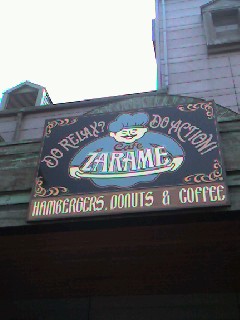 DO RELAX? DO ACTION!
Cafe
ZARAME
HAMBERGERS, DONUTS & COFFEE